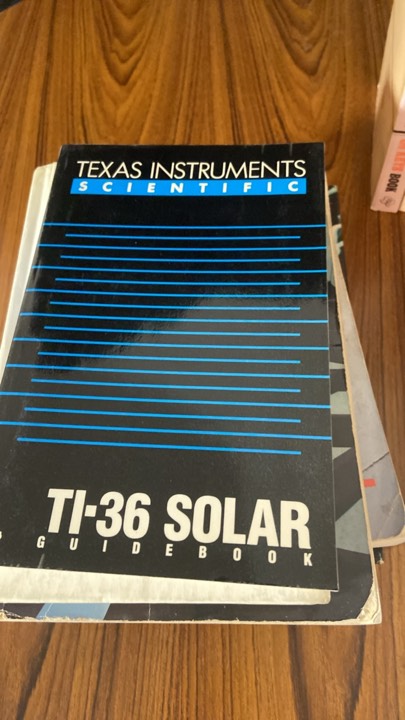 TEXAS INSTRUMENTS
SCIENTIFIC
TI-36 SOLAR
GUIDEBOOK
BOOK